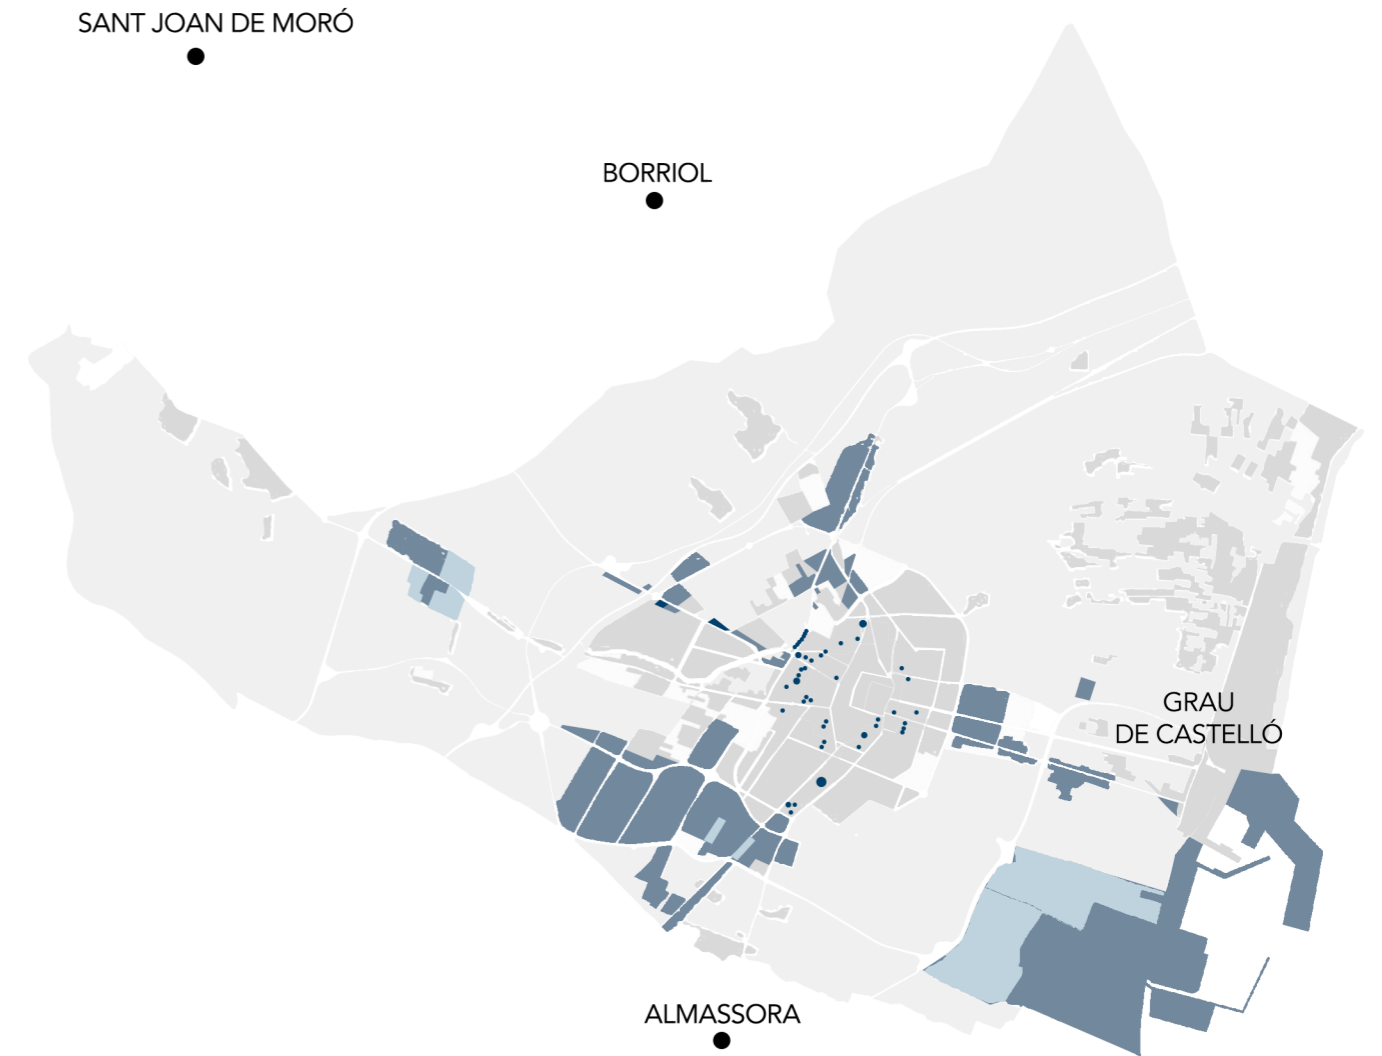 SANT JOAN DE MORÓ
BORRIOL
GRAU
DE CASTELLÓ
ALMASSORA